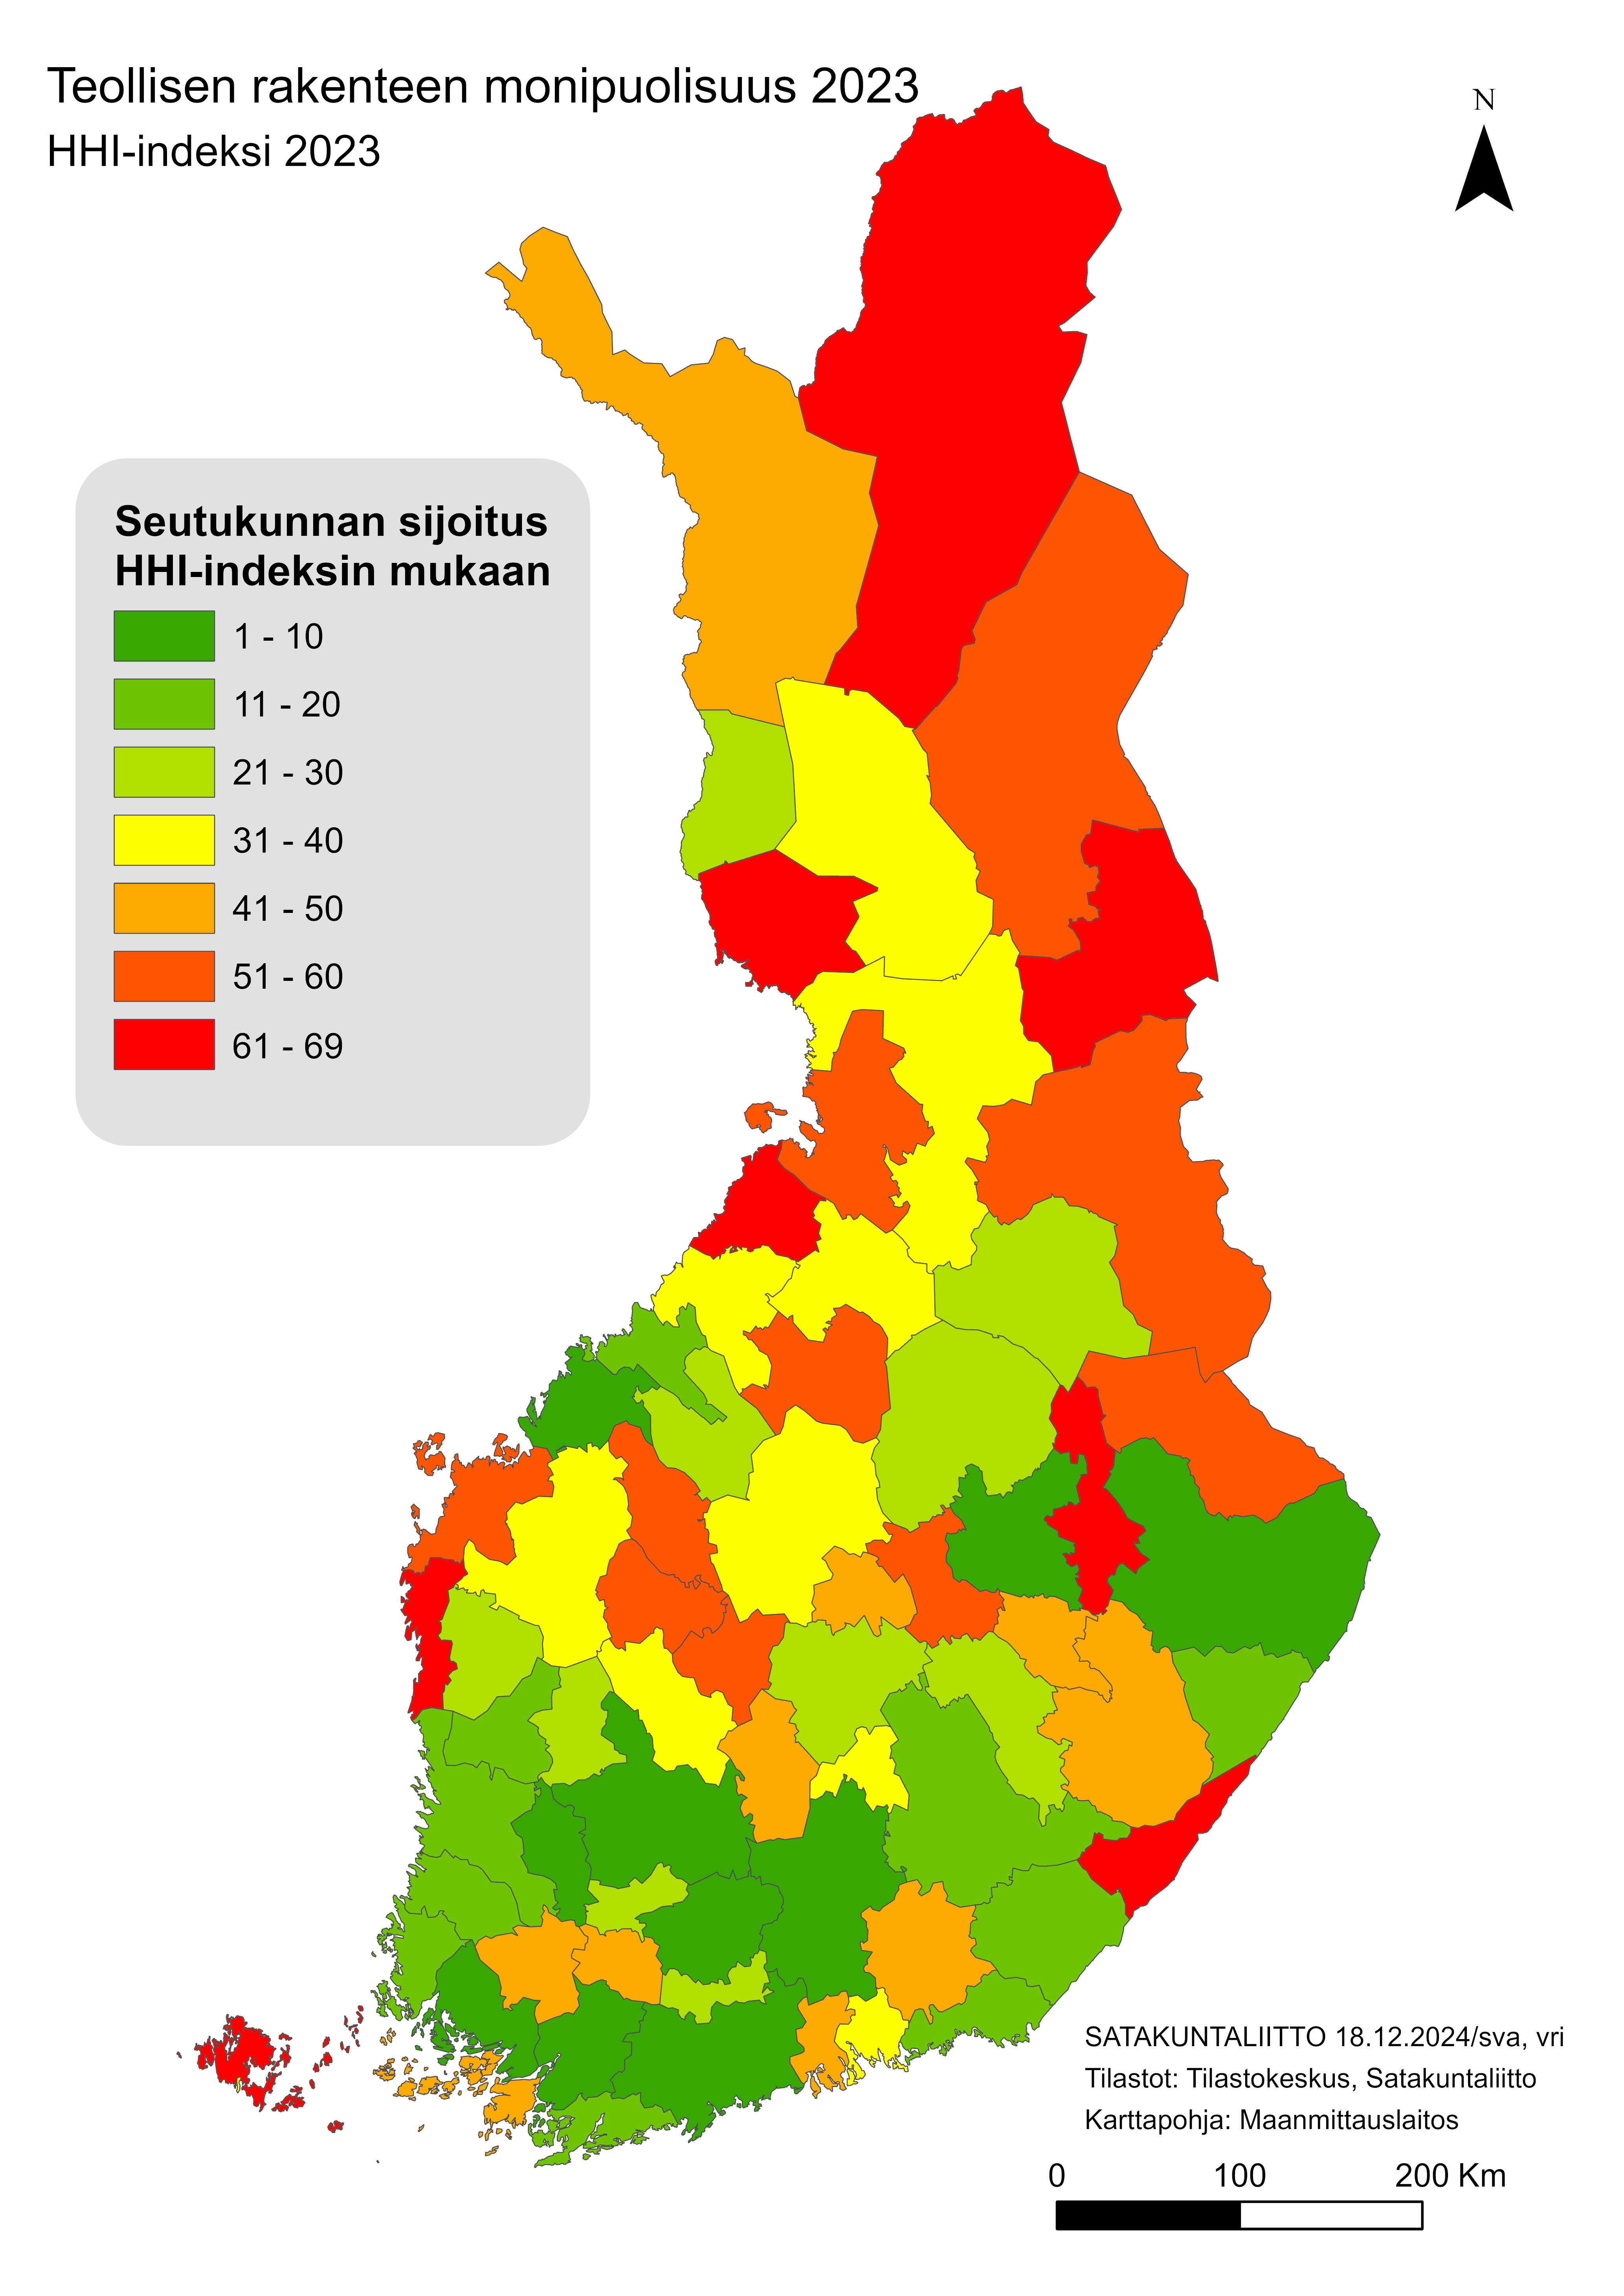 Teollisen rakenteen monipuolisuus 2023
HHI-indeksi 2023
N
Seutukunnan sijoitus
HHI-indeksin mukaan
1 - 10
11 - 20
21 - 30
31 - 40
41 - 50
51 - 60
61 - 69
SATAKUNTALIITTO 18.12.2024/sva, vri
Tilastot: Tilastokeskus, Satakuntaliitto
Karttapohja: Maanmittauslaitos
0 100 200 Km